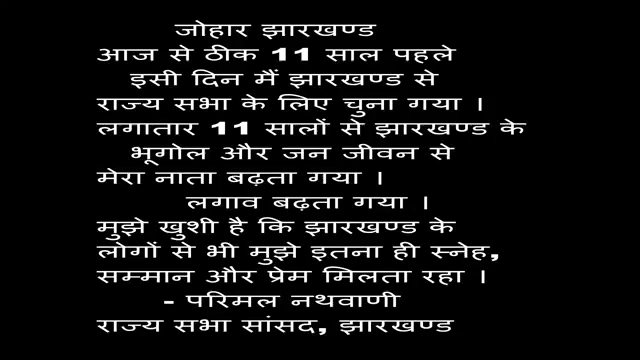 जोहार झारखण्ड
आज से ठीक 11 साल पहले
इसी दिन मैं झारखण्ड से
राज्य सभा के लिए चुना गया ।
लगातार 11 सालों से झारखण्ड के
भूगोल और जन जीवन से
मेरा नाता बढ़ता गया ।
लगाव बढ़ता गया ।
मुझे खुशी है कि झारखण्ड के
लोगों से भी मुझे इतना ही स्नेह,
सम्मान और प्रेम मिलता रहा ।
- परिमल नथवाणी
राज्य सभा सांसद, झारखण्ड